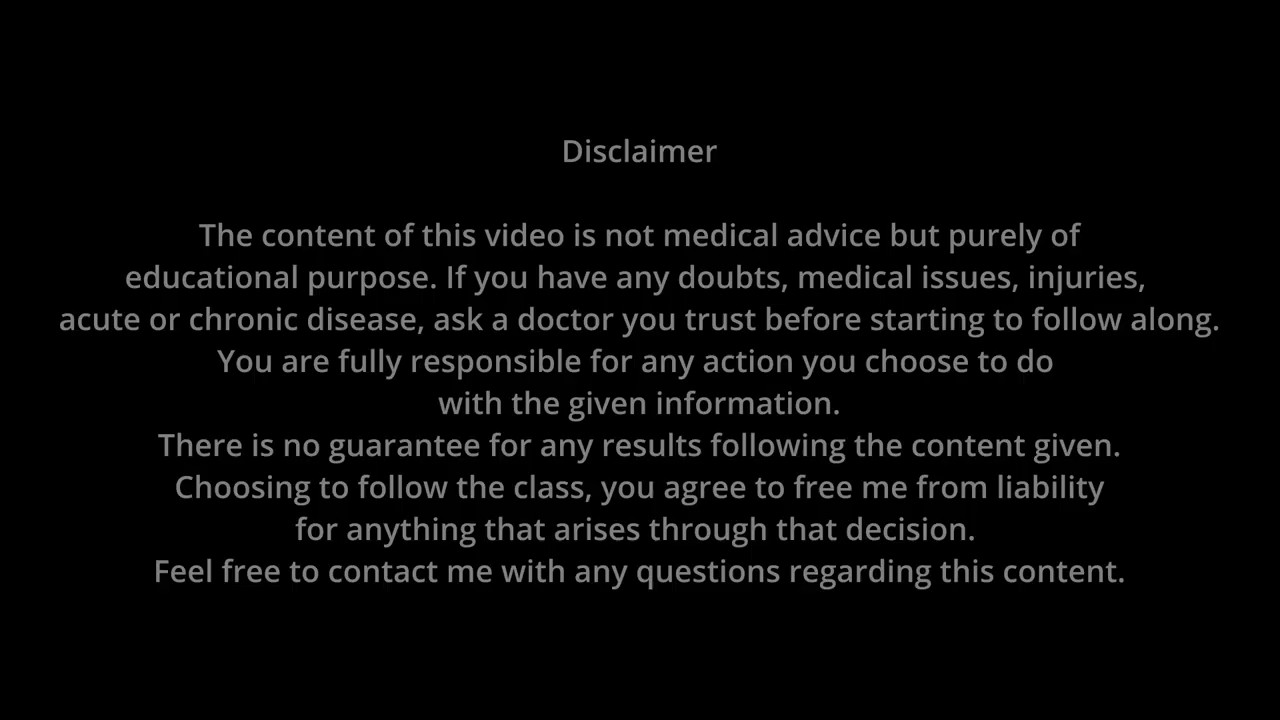 Disclaimer
The content of this video is not medical advice but purely of
educational purpose. If you have any doubts, medical issues, injuries,
acute or chronic disease, ask a doctor you trust before starting to follow along.
You are fully responsible for any action you choose to do
with the given information.
There is no guarantee for any results following the content given.
Choosing to follow the class, you agree to free me from liability
for anything that arises through that decision.
Feel free to contact me with any questions regarding this content.